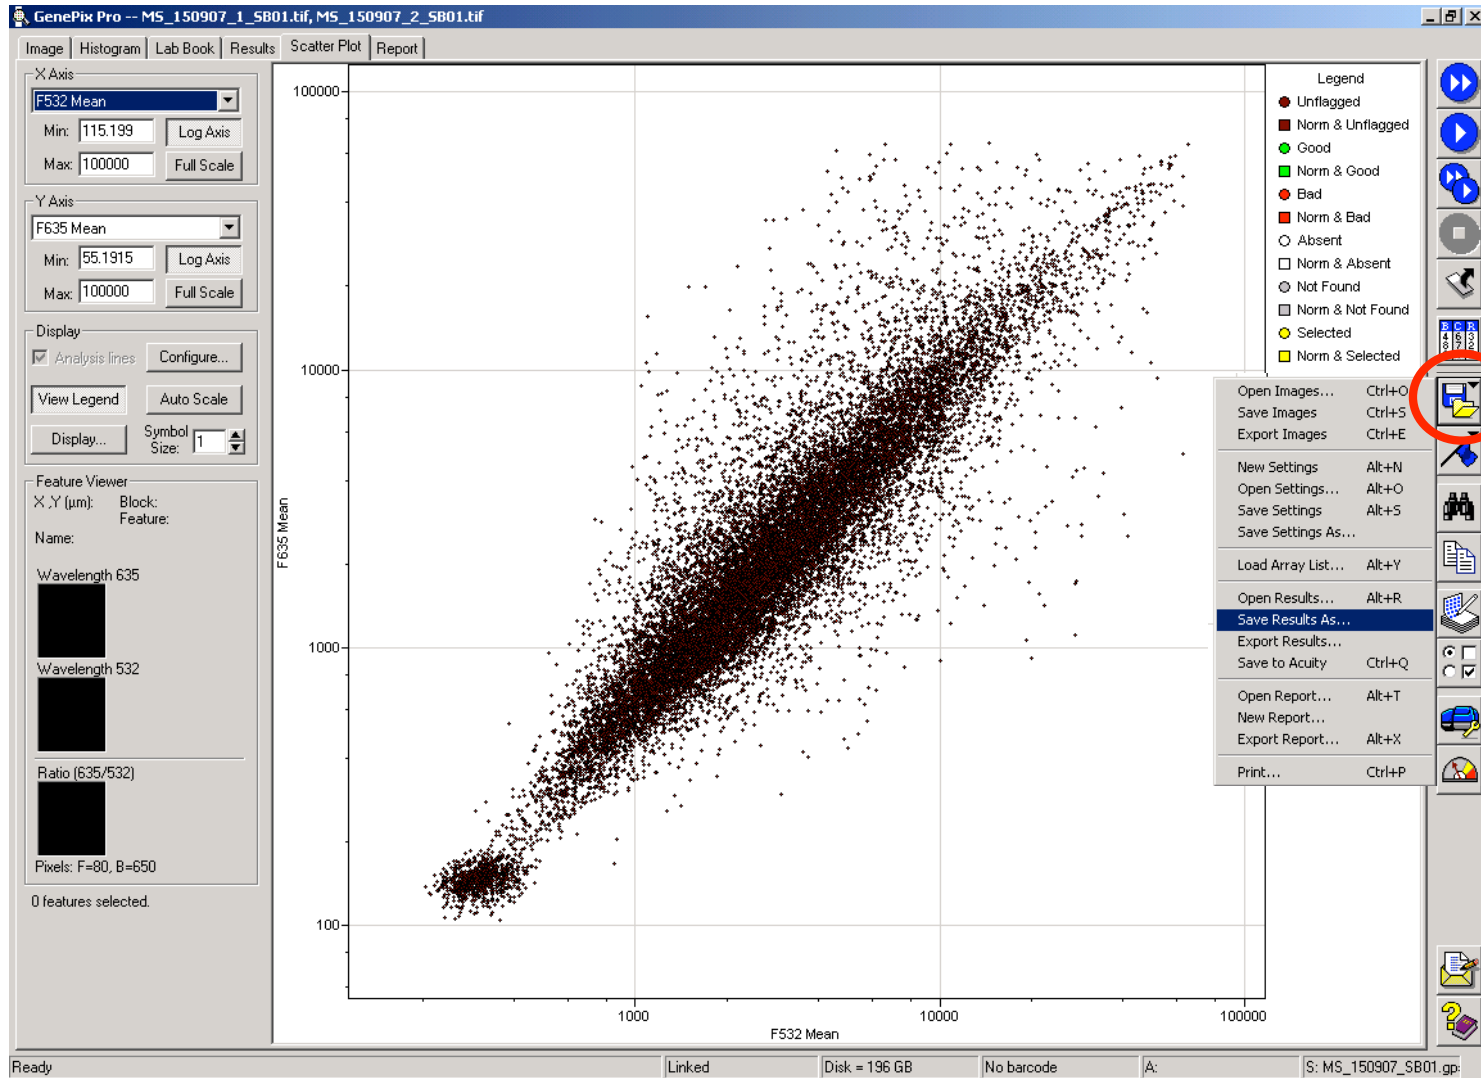 GenePix Pro -- MS_150907_1_SB01.tif, MS_150907_2_SB01.tif
Image Histogram Lab Book Results Scatter Plot Report
X Axis
F532 Mean
Min: 115.199 Log Axis
Max: 100000 Full Scale
Y Axis
F635 Mean
Min: 55.1915 Log Axis
Max: 100000 Full Scale
Display
Analysis lines Configure...
View Legend Auto Scale
Display... Symbol Size: 1
Feature Viewer
X ,Y (µm): Block:
Feature:
Name:
Wavelength 635
Wavelength 532
Ratio (635/532)
Pixels: F=80, B=650
0 features selected.
100000
10000
1000
100
F635 Mean
1000 10000 100000
F532 Mean
Legend
Unflagged
Norm & Unflagged
Good
Norm & Good
Bad
Norm & Bad
Absent
Norm & Absent
Not Found
Norm & Not Found
Selected
Norm & Selected
Open Images... Ctrl+O
Save Images Ctrl+S
Export Images Ctrl+E
New Settings Alt+N
Open Settings... Alt+O
Save Settings Alt+S
Save Settings As...
Load Array List... Alt+Y
Open Results... Alt+R
Save Results As...
Export Results...
Save to Acuity Ctrl+Q
Open Report... Alt+T
New Report...
Export Report... Alt+X
Print... Ctrl+P
B C R
4 6 3
8 7 2
Ready Linked Disk = 196 GB No barcode A: S: MS_150907_SB01.gp